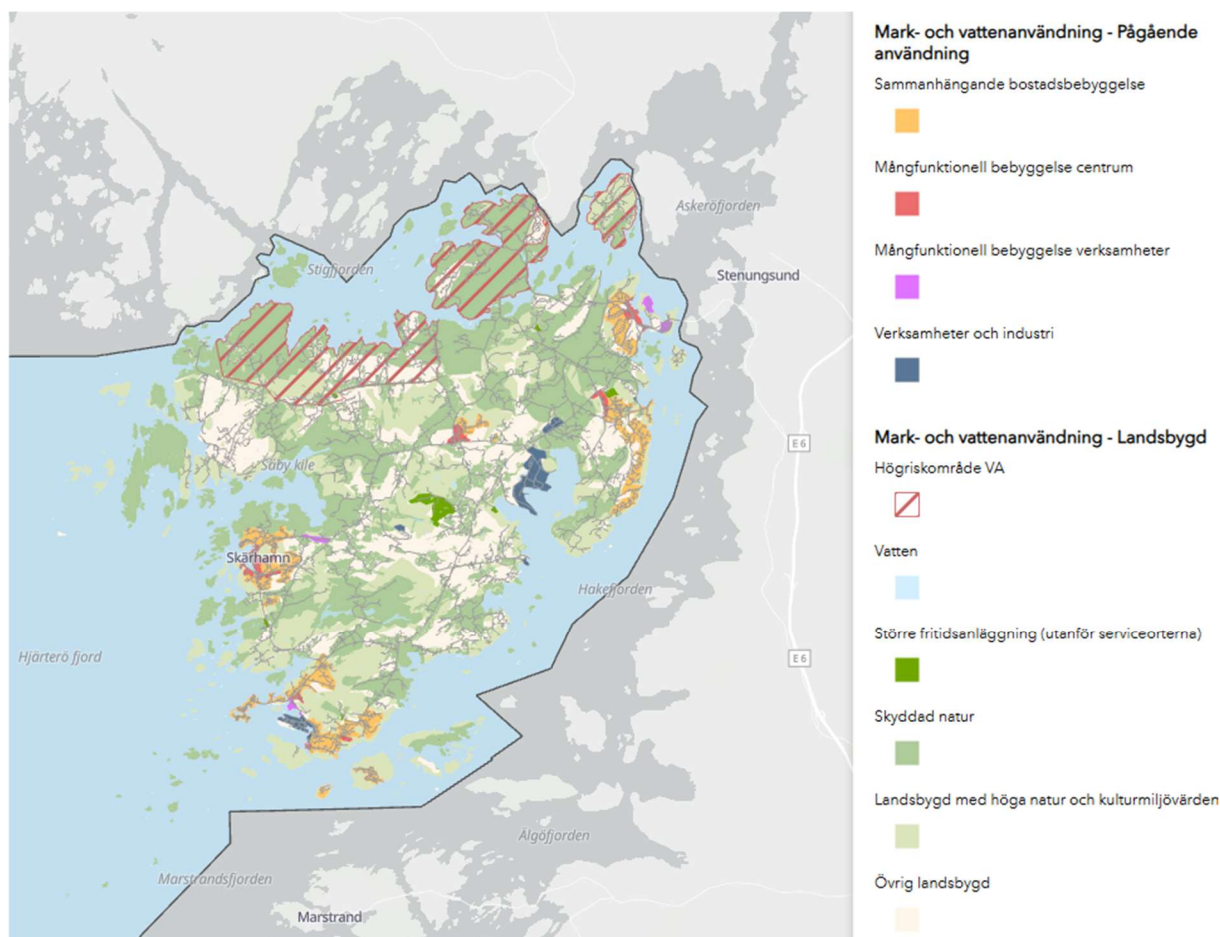 Mark- och vattenanvändning - Pågående
användning
Sammanhängande bostadsbebyggelse
Mångfunktionell bebyggelse centrum
Mångfunktionell bebyggelse verksamheter
Verksamheter och industri
Mark- och vattenanvändning - Landsbygd
Högriskområde VA
Vatten
Större fritidsanläggning (utanför serviceorterna)
Skyddad natur
Landsbygd med höga natur och kulturmiljövärden
Övrig landsbygd
Askeröfjorden
Stigfjorden
Stenungsund
E6
Säby kile
Skärhamn
Hakefjorden
Hjärterö fjord
E6
Älgöfjorden
Marstrandsfjorden
Marstrand